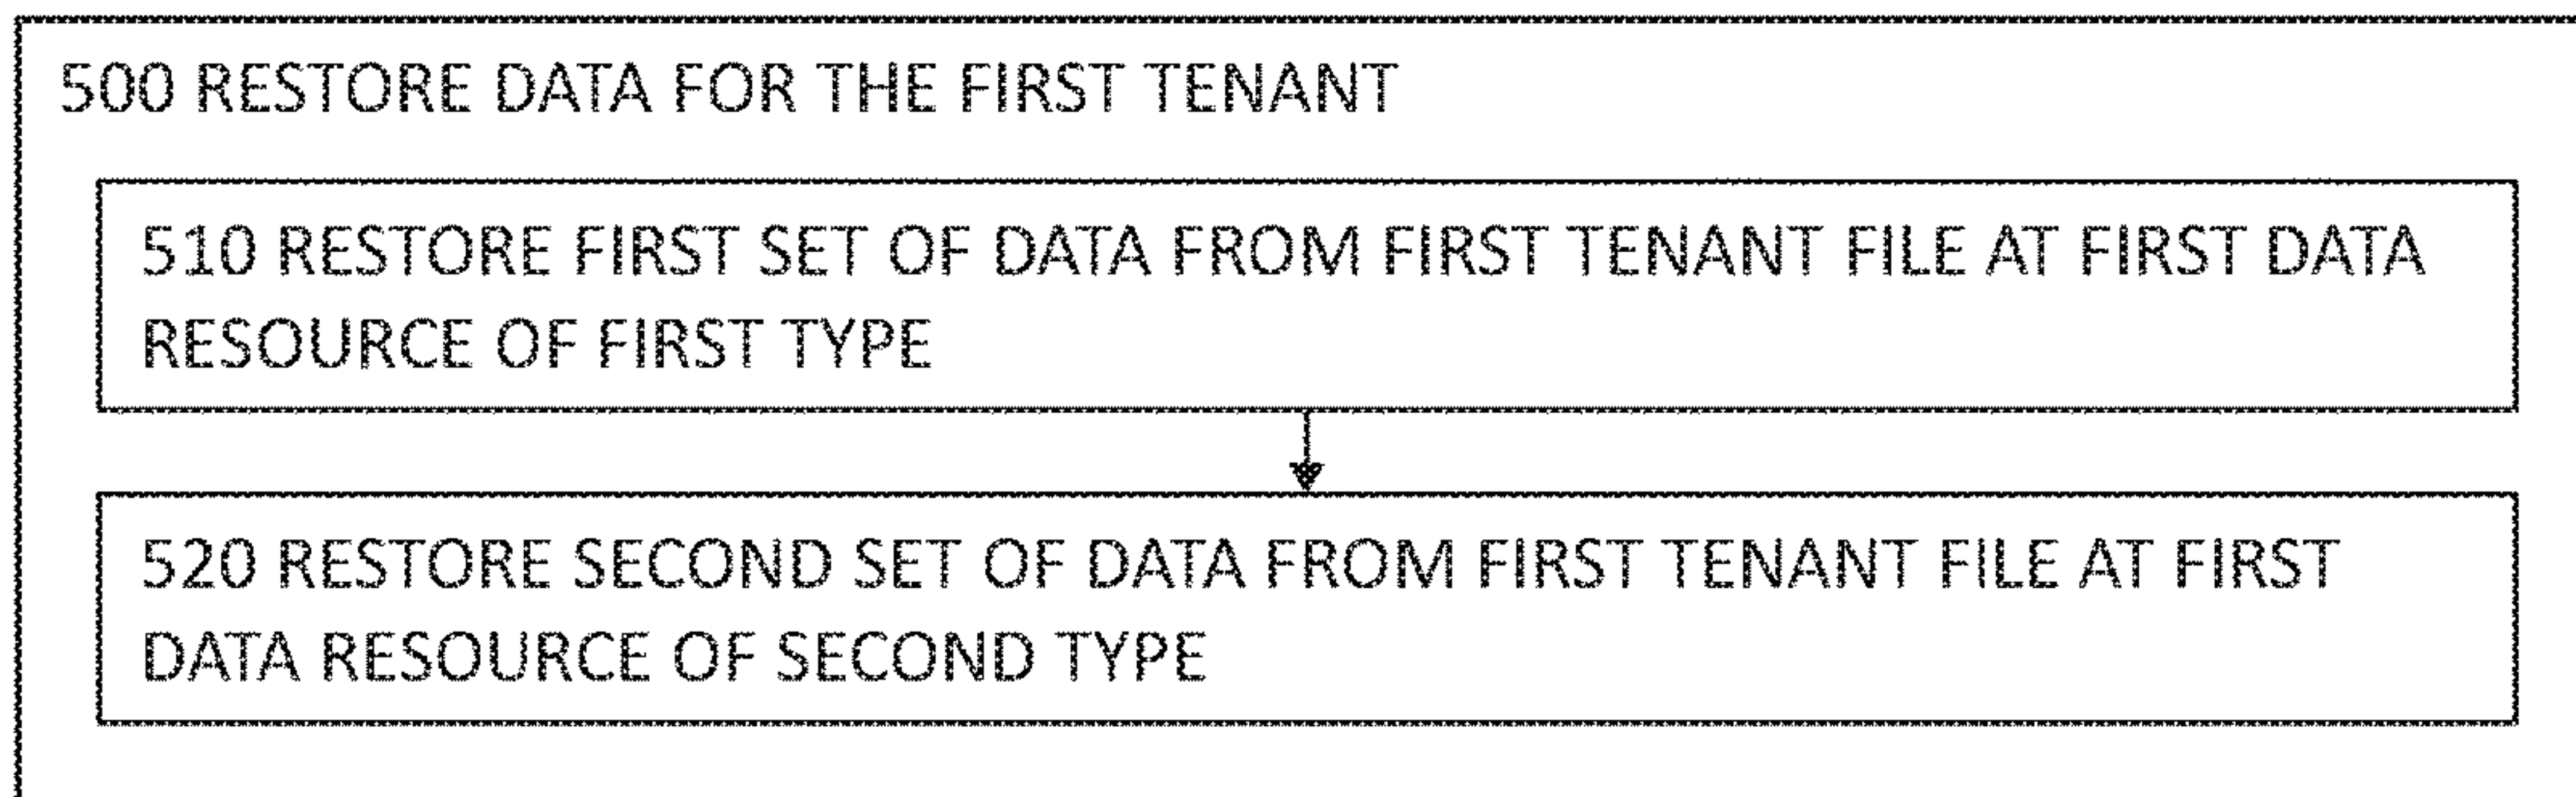 500 RESTORE DATA FOR THE FIRST TENANT
510 RESTORE FIRST SET OF DATA FROM FIRST TENANT FILE AT FIRST DATA
RESOURCE OF FIRST TYPE
520 RESTORE SECOND SET OF DATA FROM FIRST TENANT FILE AT FIRST
DATA RESOURCE OF SECOND TYPE